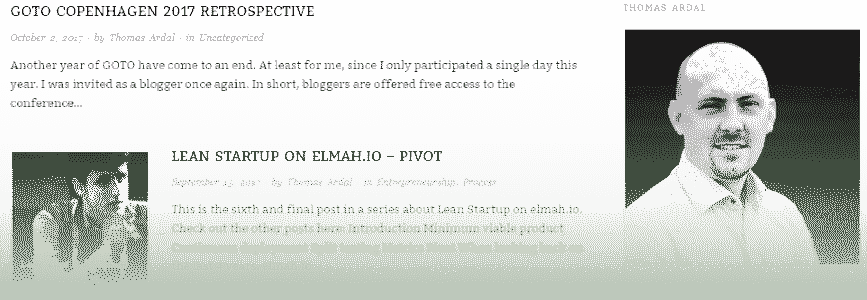 GOTO COPENHAGEN 2017 RETROSPECTIVE
October 2, 2017 · by Thomas Ardal · in Uncategorized
Another year of GOTO have come to an end. At least for me, since I only participated a single day this
year. I was invited as a blogger once again. In short, bloggers are offered free access to the
conference...
LEAN STARTUP ON ELMAH.IO – PIVOT
September 13, 2017 · by Thomas Ardal · in Entrepreneurship, Process
This is the sixth and final post in a series about Lean Startup on elmah.io.
Check out the other posts here: Introduction Minimum viable product
THOMAS ARDAL